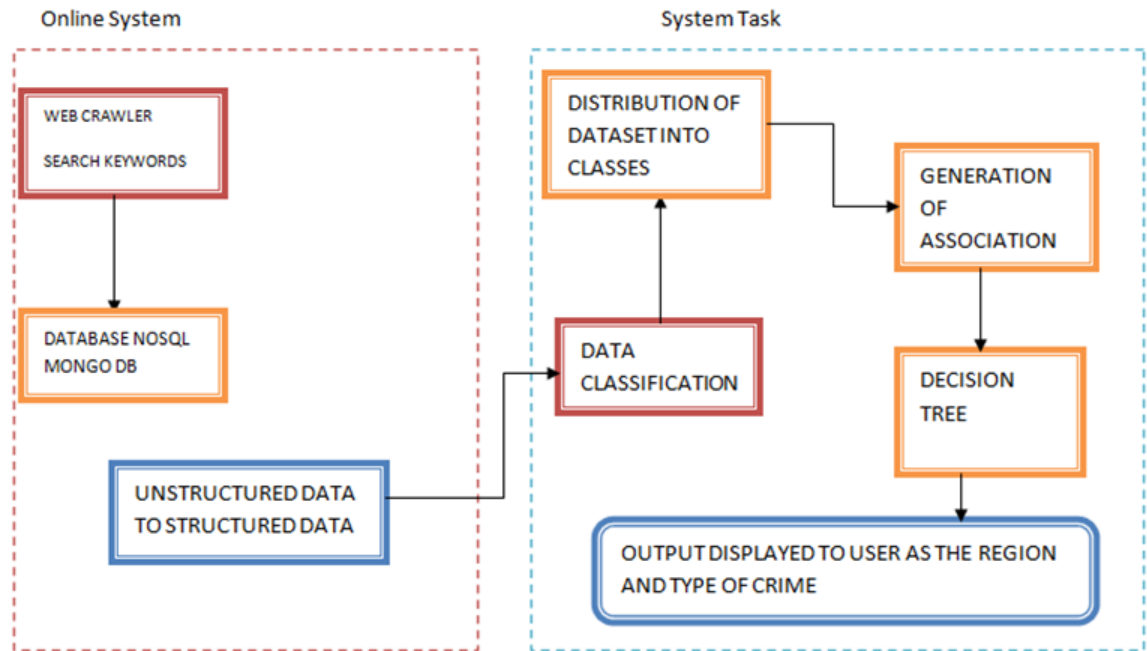 Online System
System Task
WEB CRAWLER
SEARCH KEYWORDS
DATABASE NOSQL
MONGO DB
UNSTRUCTURED DATA
TO STRUCTURED DATA
DISTRIBUTION OF
DATASET INTO
CLASSES
GENERATION
OF
ASSOCIATION
DATA
CLASSIFICATION
DECISION
TREE
OUTPUT DISPLAYED TO USER AS THE REGION
AND TYPE OF CRIME